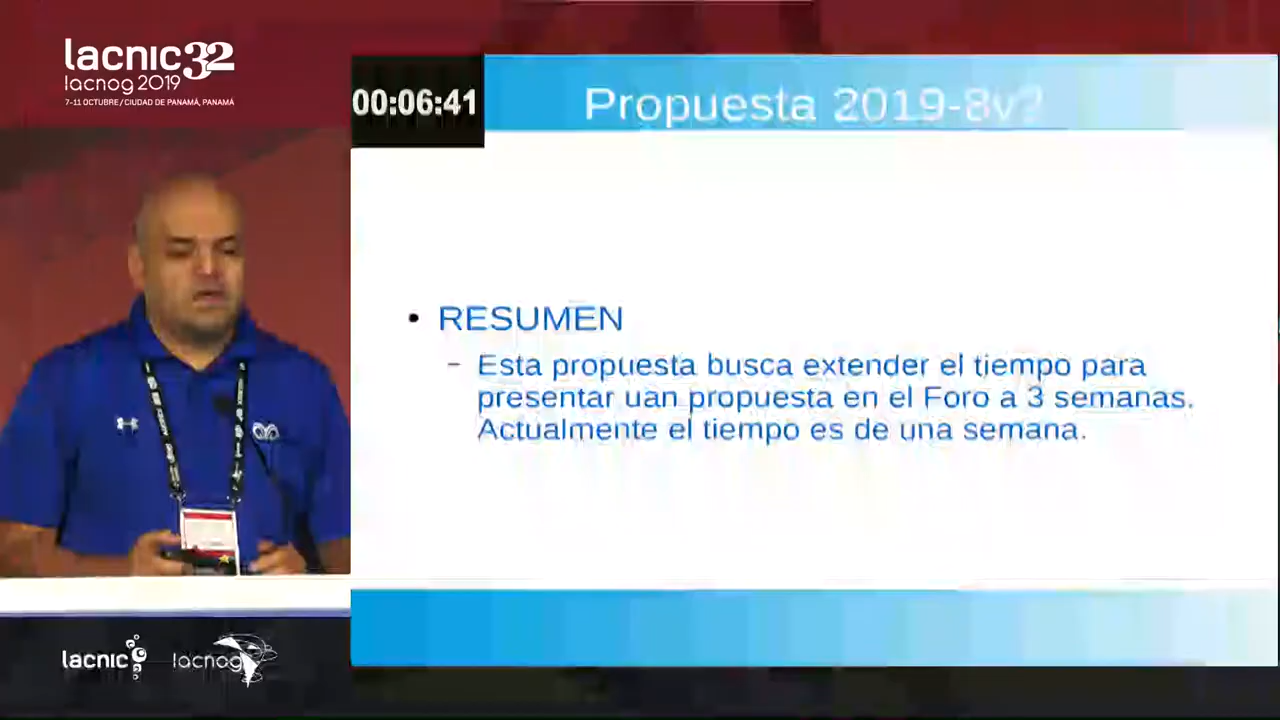 lacnic32
lacnog 2019
7-11 OCTUBRE / CIUDAD DE PANAMÁ, PANAMÁ
00:06:41
Propuesta 2019-8v?
RESUMEN
Esta propuesta busca extender el tiempo para
presentar uan propuesta en el Foro a 3 semanas.
Actualmente el tiempo es de una semana.
lacnic
lacnog